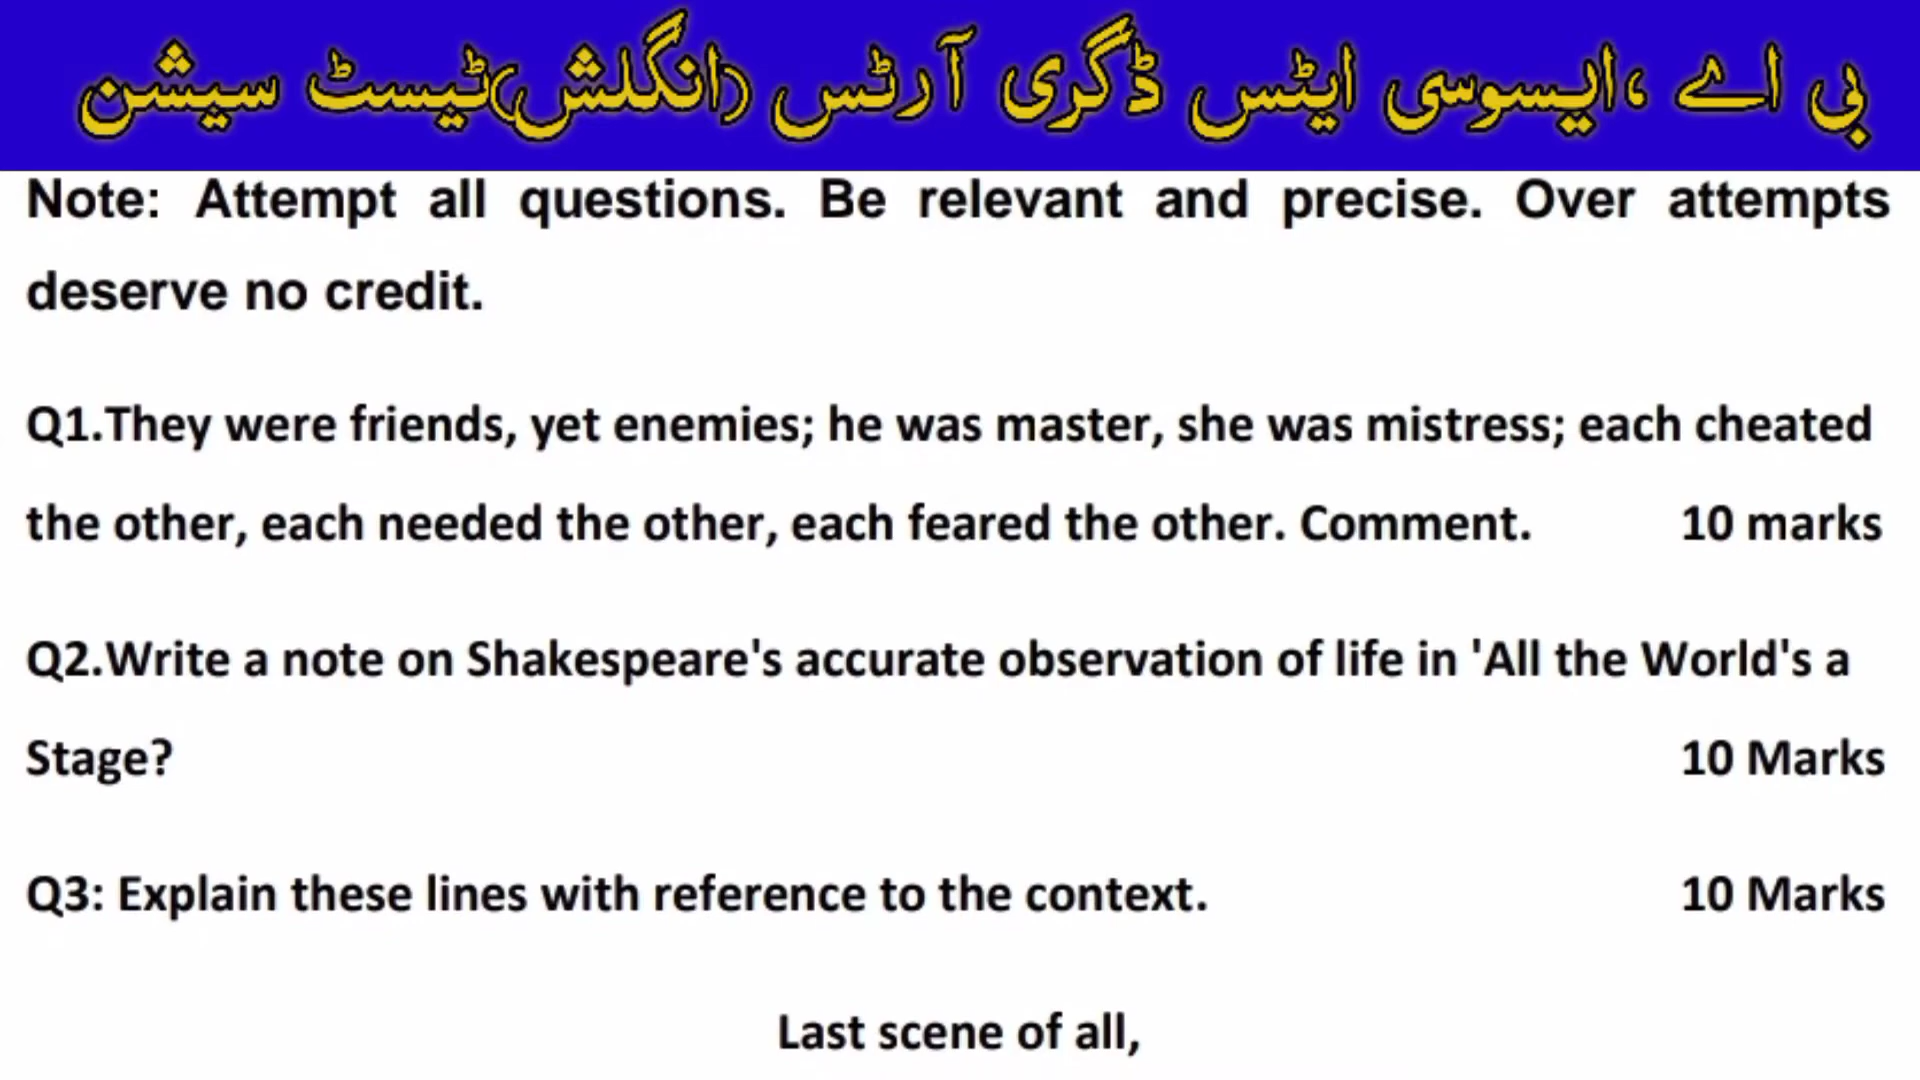 بی اے ،ایسوسی ایٹس ڈگری آرٹس (انگلش)ٹیسٹ سیشن
Note: Attempt all questions. Be relevant and precise. Over attempts
deserve no credit.
Q1.They were friends, yet enemies; he was master, she was mistress; each cheated
the other, each needed the other, each feared the other. Comment. 10 marks
Q2.Write a note on Shakespeare's accurate observation of life in 'All the World's a
Stage? 10 Marks
Q3: Explain these lines with reference to the context. 10 Marks
Last scene of all,